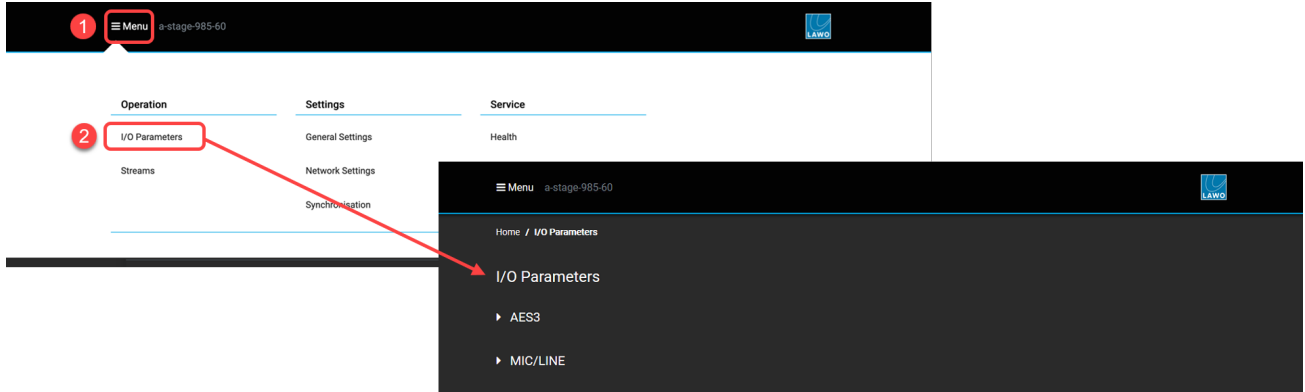 1
☰ Menu a-stage-985-60
LAWO
Operation Settings Service
2
I/O Parameters General Settings Health
Streams Network Settings
Synchronisation
☰ Menu a-stage-985-60
LAWO
Home / I/O Parameters
I/O Parameters
AES3
MIC/LINE